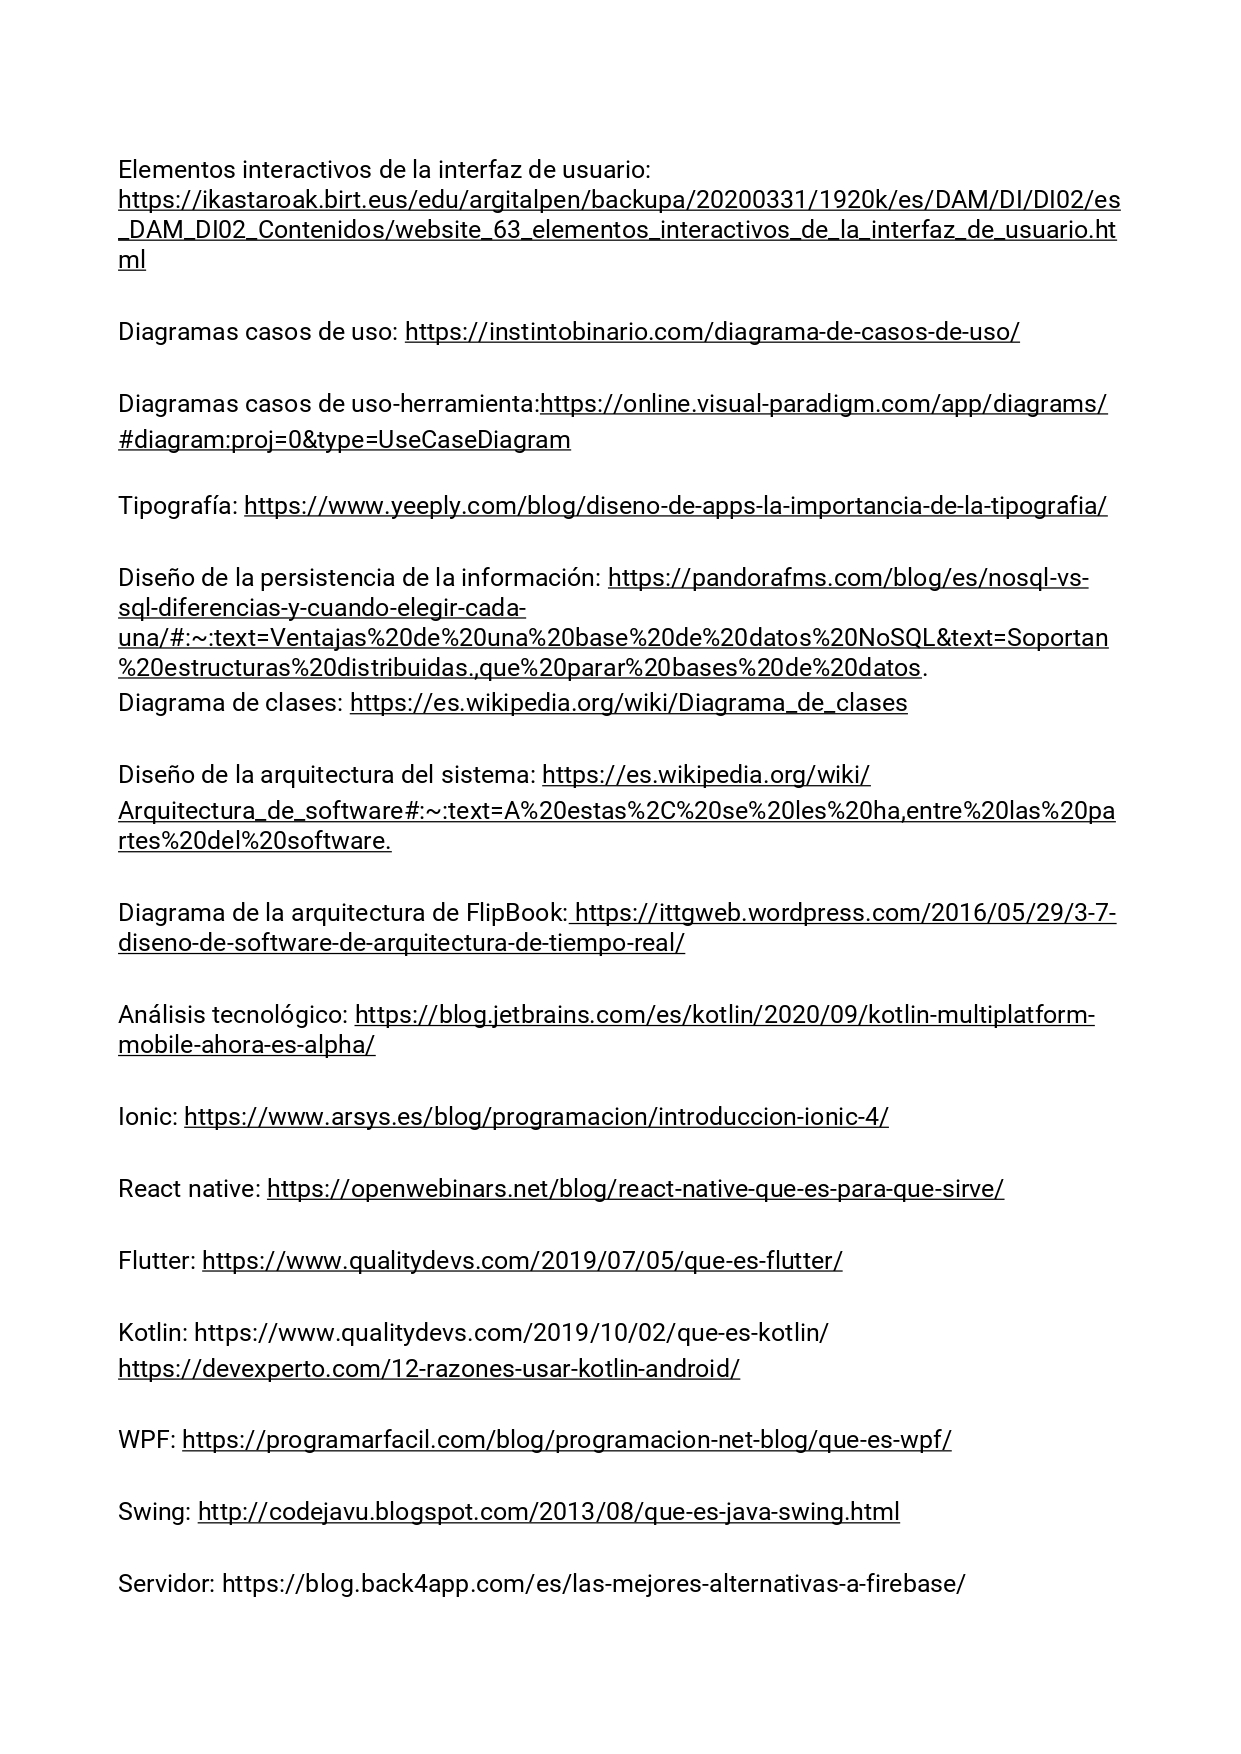 Elementos interactivos de la interfaz de usuario:
https://ikastaroak.birt.eus/edu/argitalpen/backupa/20200331/1920k/es/DAM/DI/DI02/es
_DAM_DI02_Contenidos/website_63_elementos_interactivos_de_la_interfaz_de_usuario.ht
ml
Diagramas casos de uso: https://instintobinario.com/diagrama-de-casos-de-uso/
Diagramas casos de uso-herramienta:https://online.visual-paradigm.com/app/diagrams/
#diagram:proj=0&type=UseCaseDiagram
Tipografía: https://www.yeeply.com/blog/diseno-de-apps-la-importancia-de-la-tipografia/
Diseño de la persistencia de la información: https://pandorafms.com/blog/es/nosql-vs-
sql-diferencias-y-cuando-elegir-cada-
una/#:~:text=Ventajas%20de%20una%20base%20de%20datos%20NoSQL&text=Soportan
%20estructuras%20distribuidas.,que%20parar%20bases%20de%20datos.
Diagrama de clases: https://es.wikipedia.org/wiki/Diagrama_de_clases
Diseño de la arquitectura del sistema: https://es.wikipedia.org/wiki/
Arquitectura_de_software#:~:text=A%20estas%2C%20se%20les%20ha,entre%20las%20pa
rtes%20del%20software.
Diagrama de la arquitectura de FlipBook: https://ittgweb.wordpress.com/2016/05/29/3-7-
diseno-de-software-de-arquitectura-de-tiempo-real/
Análisis tecnológico: https://blog.jetbrains.com/es/kotlin/2020/09/kotlin-multiplatform-
mobile-ahora-es-alpha/
Ionic: https://www.arsys.es/blog/programacion/introduccion-ionic-4/
React native: https://openwebinars.net/blog/react-native-que-es-para-que-sirve/
Flutter: https://www.qualitydevs.com/2019/07/05/que-es-flutter/
Kotlin: https://www.qualitydevs.com/2019/10/02/que-es-kotlin/
https://devexperto.com/12-razones-usar-kotlin-android/
WPF: https://programarfacil.com/blog/programacion-net-blog/que-es-wpf/
Swing: http://codejavu.blogspot.com/2013/08/que-es-java-swing.html
Servidor: https://blog.back4app.com/es/las-mejores-alternativas-a-firebase/